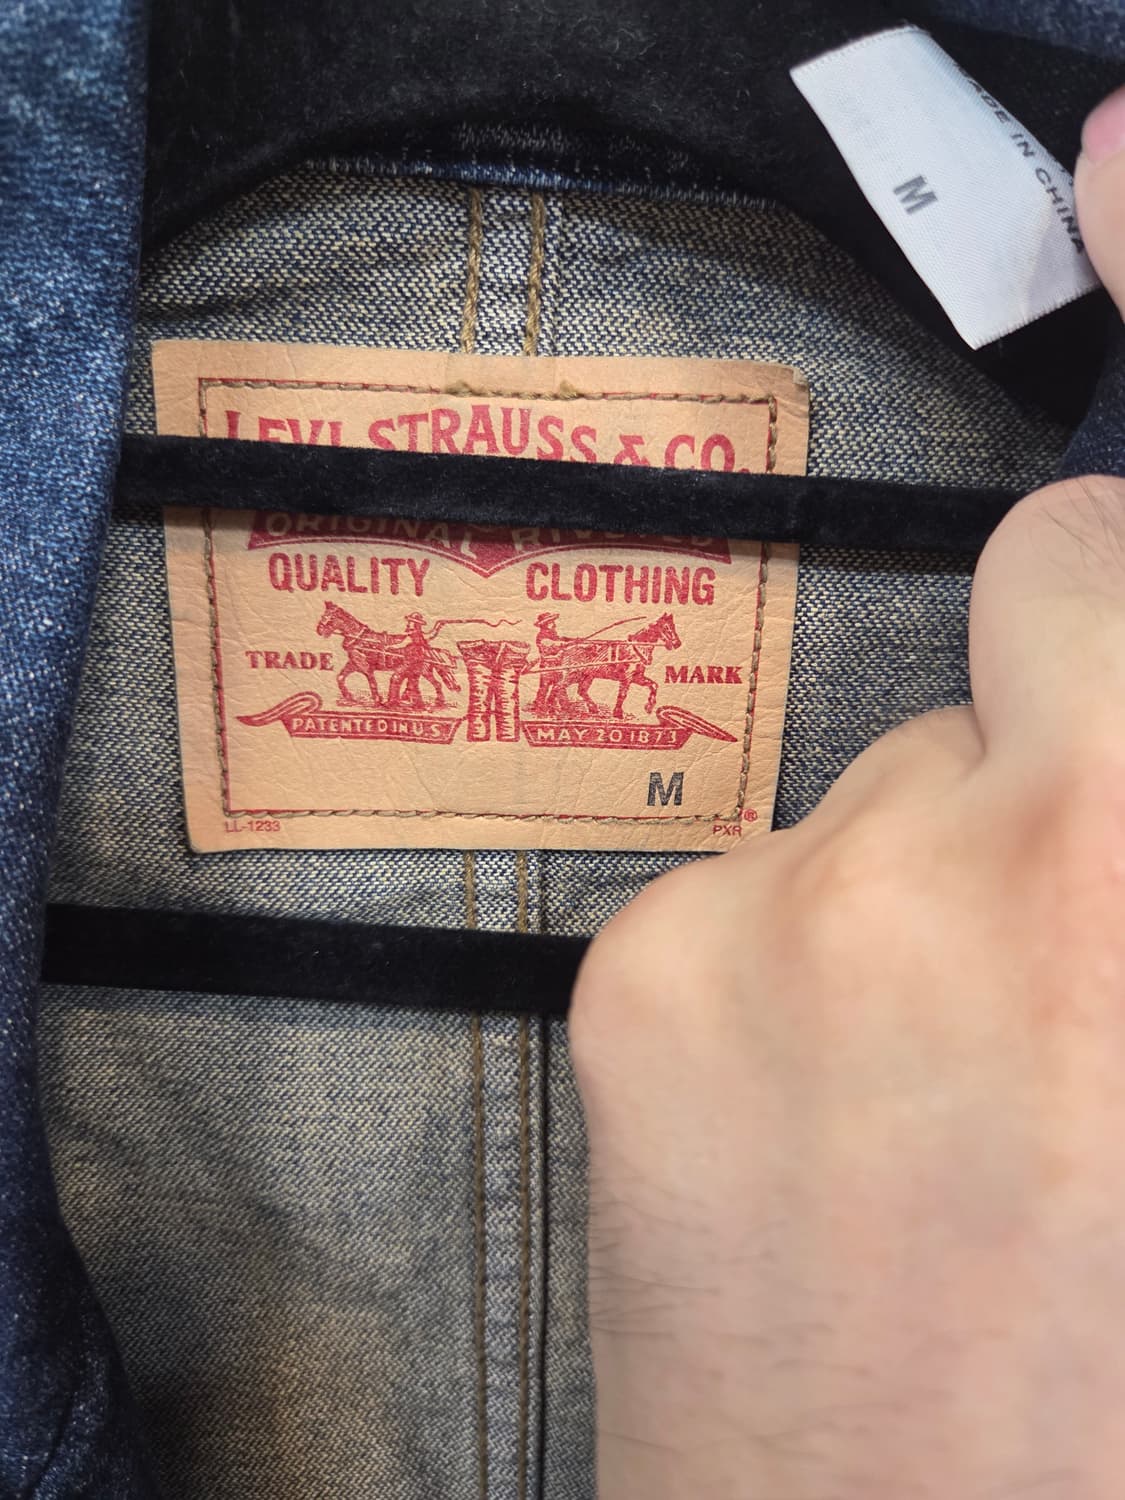 MADE IN CHINA
M
LEVI STRAUSS & CO.
ORIGINAL RIVETED
QUALITY CLOTHING
TRADE MARK
PATENTED IN U.S.
MAY 20 1873
M
LL-1233
PXR
®